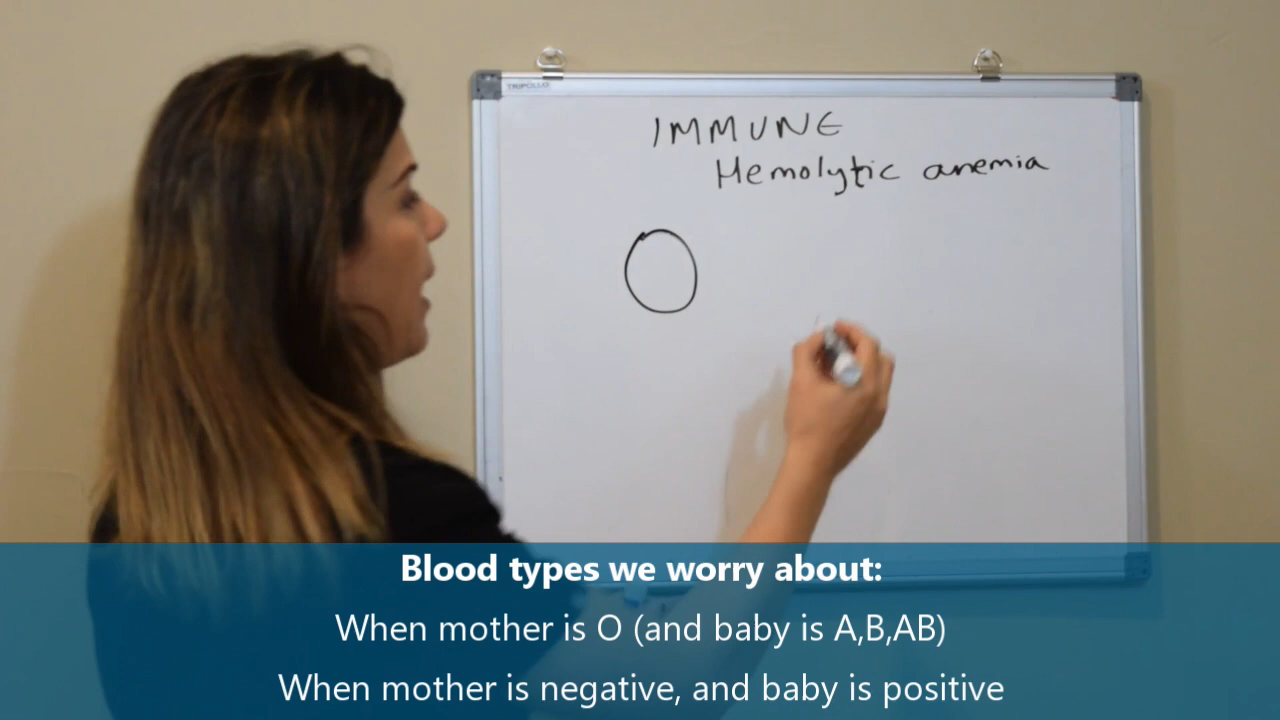 TRIPOLLO
IMMUNE
Hemolytic anemia
Blood types we worry about:
When mother is O (and baby is A,B,AB)
When mother is negative, and baby is positive